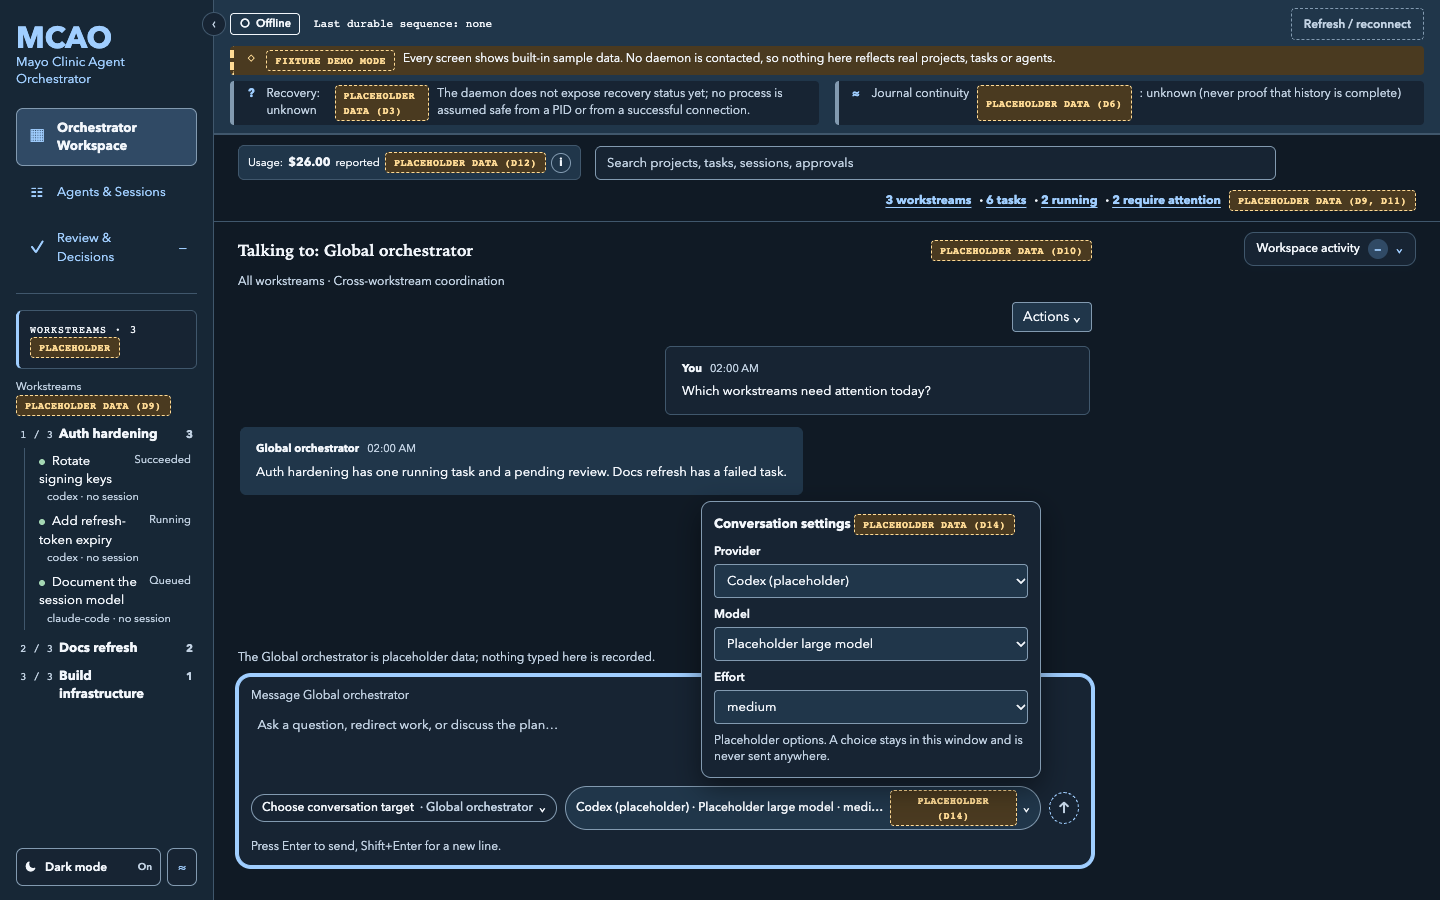 MCAO
Mayo Clinic Agent
Orchestrator
Orchestrator
Workspace
Agents & Sessions
Review &
Decisions
–
WORKSTREAMS · 3
PLACEHOLDER
Workstreams
PLACEHOLDER DATA (D9)
1 / 3 Auth hardening 3
Rotate Succeeded
signing keys
codex · no session
Add refresh- Running
token expiry
codex · no session
Document the Queued
session model
claude-code · no session
2 / 3 Docs refresh 2
3 / 3 Build 1
infrastructure
Dark mode On
≈
‹
Offline Last durable sequence: none
Refresh / reconnect
◇ FIXTURE DEMO MODE Every screen shows built-in sample data. No daemon is contacted, so nothing here reflects real projects, tasks or agents.
? Recovery: PLACEHOLDER The daemon does not expose recovery status yet; no process is
unknown DATA (D3) assumed safe from a PID or from a successful connection.
≈ Journal continuity PLACEHOLDER DATA (D6) : unknown (never proof that history is complete)
Usage: $26.00 reported PLACEHOLDER DATA (D12) i
Search projects, tasks, sessions, approvals
3 workstreams · 6 tasks · 2 running · 2 require attention PLACEHOLDER DATA (D9, D11)
Talking to: Global orchestrator PLACEHOLDER DATA (D10)
All workstreams · Cross-workstream coordination
Workspace activity –
Actions
You 02:00 AM
Which workstreams need attention today?
Global orchestrator 02:00 AM
Auth hardening has one running task and a pending review. Docs refresh has a failed task.
Conversation settings PLACEHOLDER DATA (D14)
Provider
Codex (placeholder)
Model
Placeholder large model
Effort
medium
Placeholder options. A choice stays in this window and is
never sent anywhere.
The Global orchestrator is placeholder data; nothing typed here is recorded.
Message Global orchestrator
Ask a question, redirect work, or discuss the plan…
Choose conversation target · Global orchestrator
Codex (placeholder) · Placeholder large model · medi… PLACEHOLDER
(D14)
Press Enter to send, Shift+Enter for a new line.